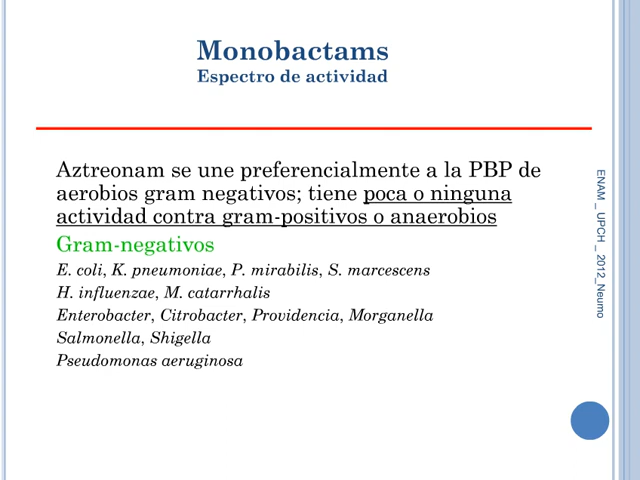 Monobactams
Espectro de actividad
Aztreonam se une preferencialmente a la PBP de
aerobios gram negativos; tiene poca o ninguna
actividad contra gram-positivos o anaerobios
Gram-negativos
E. coli, K. pneumoniae, P. mirabilis, S. marcescens
H. influenzae, M. catarrhalis
Enterobacter, Citrobacter, Providencia, Morganella
Salmonella, Shigella
Pseudomonas aeruginosa
ENAM _ UPCH _ 2012_Neumo